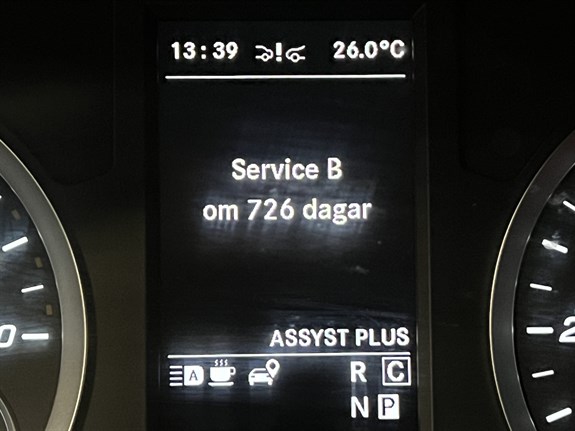 13:39 26.0°C
Service B
om 726 dagar
ASSYST PLUS
A R C
N P